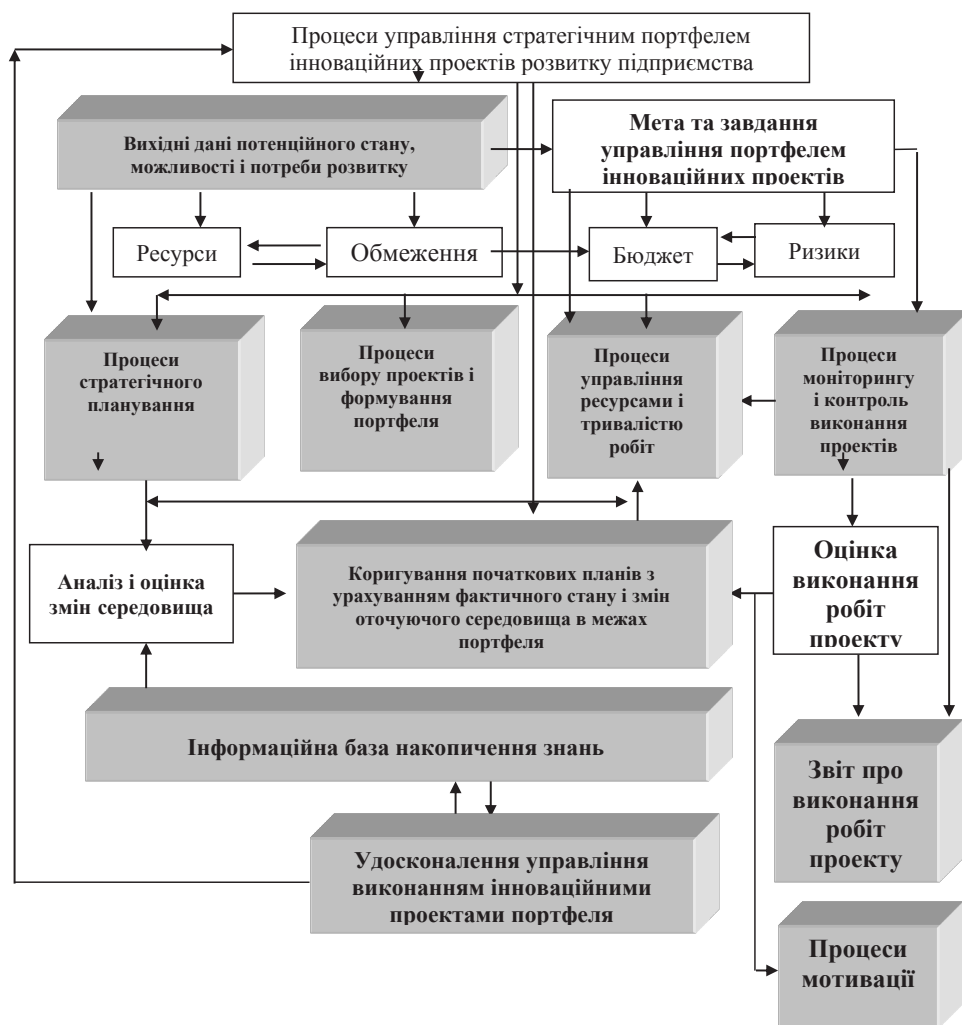 Процеси управління стратегічним портфелем
інноваційних проектів розвитку підприємства
Вихідні дані потенційного стану,
можливості і потреби розвитку
Мета та завдання
управління портфелем
інноваційних проектів
Ресурси
Обмеження
Бюджет
Ризики
Процеси
стратегічного
планування
Процеси
вибору проектів і
формування
портфеля
Процеси
управління
ресурсами і
тривалістю
робіт
Процеси
моніторингу
і контроль
виконання
проектів
Аналіз і оцінка
змін середовища
Коригування початкових планів з
урахуванням фактичного стану і змін
оточуючого середовища в межах
портфеля
Оцінка
виконання
робіт
проекту
Інформаційна база накопичення знань
Звіт про
виконання
робіт
проекту
Удосконалення управління
виконанням інноваційними
проектами портфеля
Процеси
мотивації